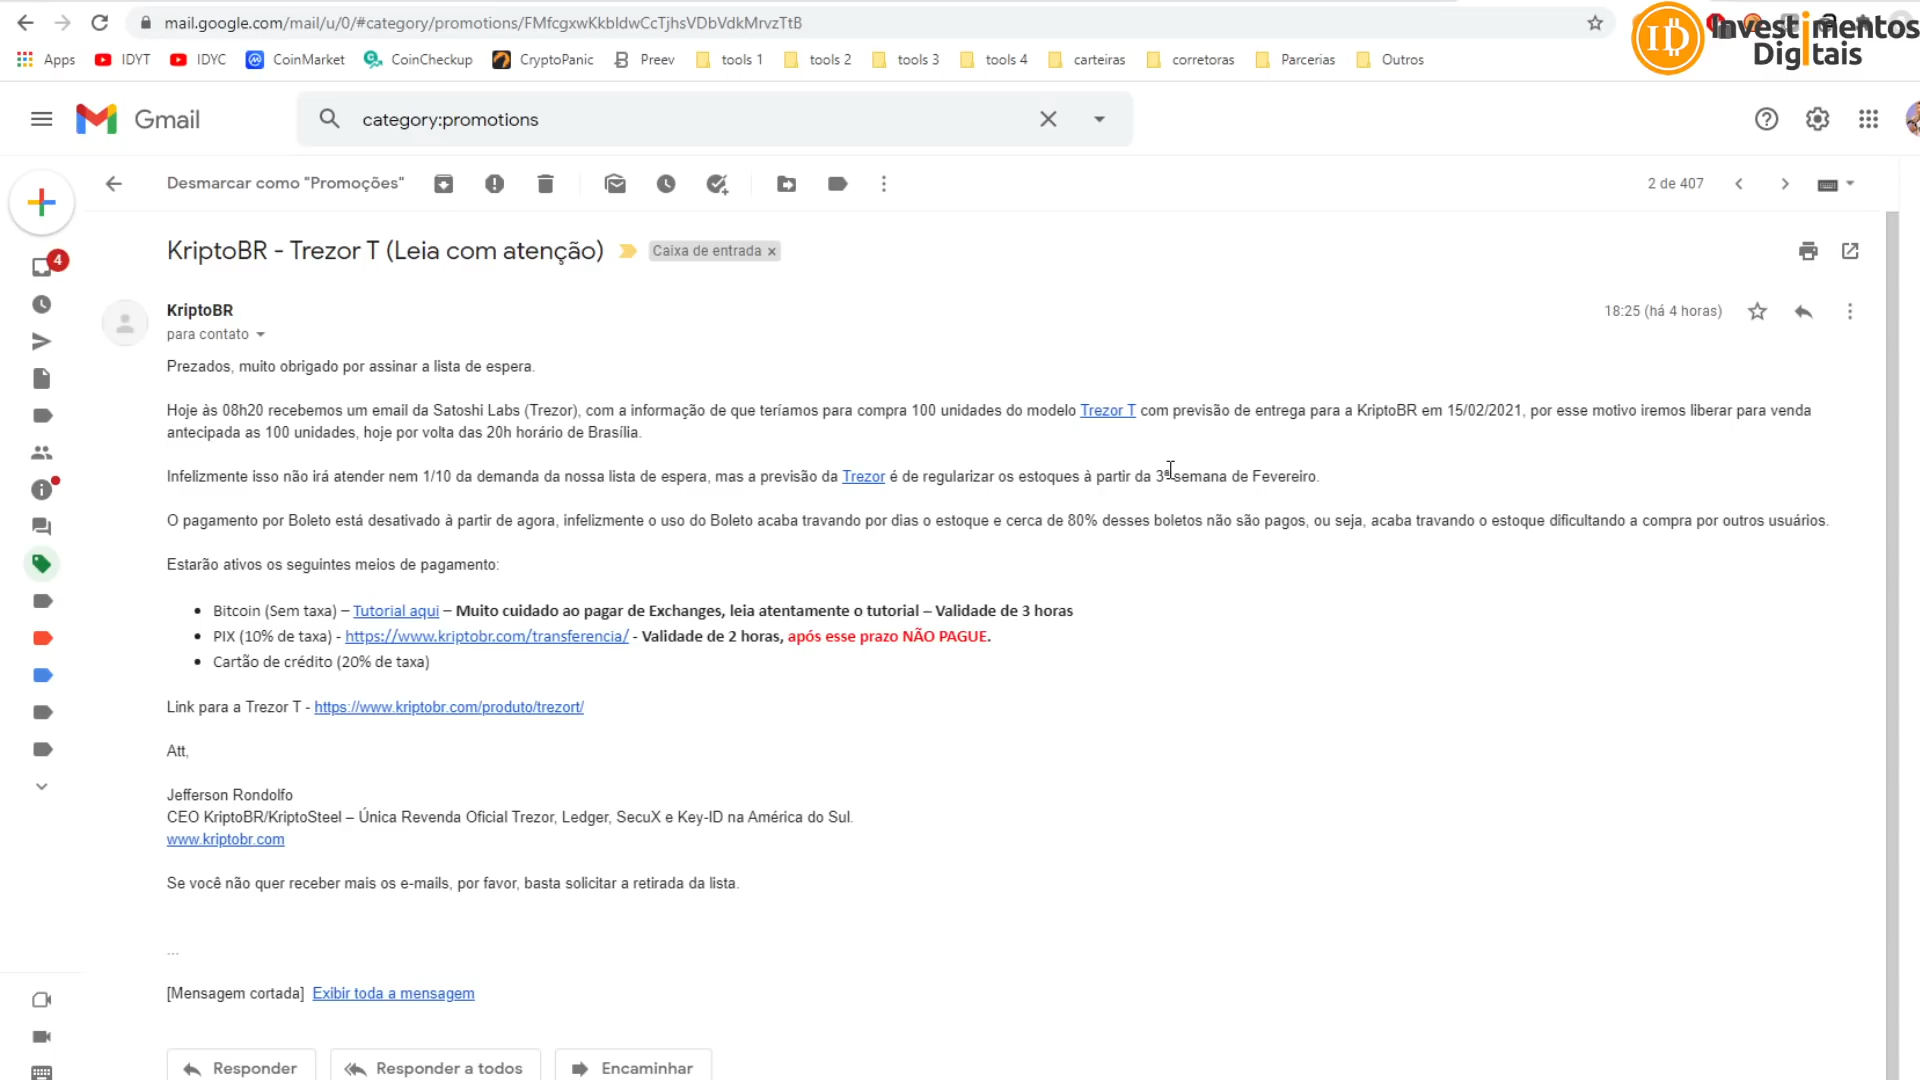 mail.google.com/mail/u/0/#category/promotions/FMfcgxwKkbldwCcTjhsVDbVdkMrvzTtB
Investimentos
Digitais
ID
Apps IDYT IDYC CoinMarket CoinCheckup CryptoPanic Preev tools 1 tools 2 tools 3 tools 4 carteiras corretoras Parcerias Outros
Gmail category:promotions
Desmarcar como "Promoções" 2 de 407
4
KriptoBR - Trezor T (Leia com atenção) Caixa de entrada x
KriptoBR 18:25 (há 4 horas)
para contato
Prezados, muito obrigado por assinar a lista de espera.
Hoje às 08h20 recebemos um email da Satoshi Labs (Trezor), com a informação de que teríamos para compra 100 unidades do modelo Trezor T com previsão de entrega para a KriptoBR em 15/02/2021, por esse motivo iremos liberar para venda
antecipada as 100 unidades, hoje por volta das 20h horário de Brasília.
Infelizmente isso não irá atender nem 1/10 da demanda da nossa lista de espera, mas a previsão da Trezor é de regularizar os estoques à partir da 3ª semana de Fevereiro.
O pagamento por Boleto está desativado à partir de agora, infelizmente o uso do Boleto acaba travando por dias o estoque e cerca de 80% desses boletos não são pagos, ou seja, acaba travando o estoque dificultando a compra por outros usuários.
Estarão ativos os seguintes meios de pagamento:
• Bitcoin (Sem taxa) – Tutorial aqui – Muito cuidado ao pagar de Exchanges, leia atentamente o tutorial – Validade de 3 horas
• PIX (10% de taxa) - https://www.kriptobr.com/transferencia/ - Validade de 2 horas, após esse prazo NÃO PAGUE.
• Cartão de crédito (20% de taxa)
Link para a Trezor T - https://www.kriptobr.com/produto/trezort/
Att,
Jefferson Rondolfo
CEO KriptoBR/KriptoSteel – Única Revenda Oficial Trezor, Ledger, SecuX e Key-ID na América do Sul.
www.kriptobr.com
Se você não quer receber mais os e-mails, por favor, basta solicitar a retirada da lista.
...
[Mensagem cortada] Exibir toda a mensagem
Responder Responder a todos Encaminhar